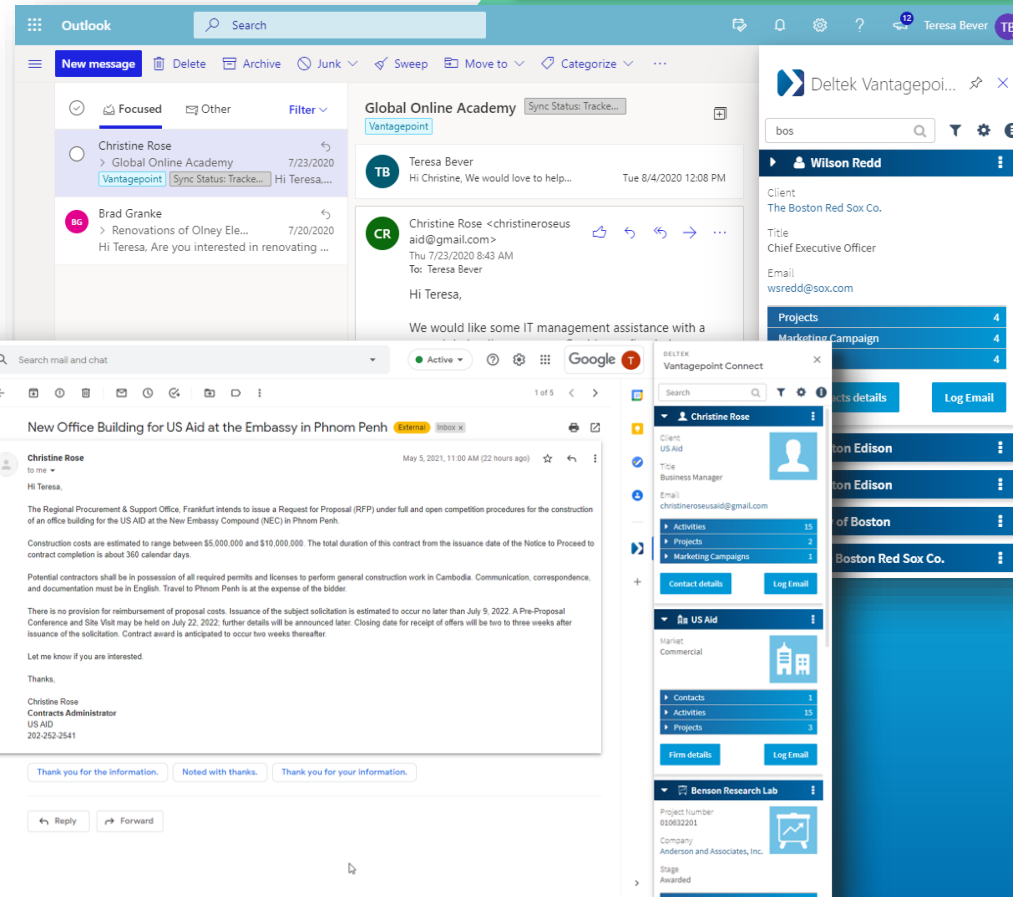 Outlook
Search
12
Teresa Bever
New message
Delete
Archive
Junk
Sweep
Move to
Categorize
Focused
Other
Filter
Christine Rose
> Global Online Academy 7/23/2020
Vantagepoint Sync Status: Tracke... Hi Teresa,...
BG
Brad Granke
> Renovations of Olney Ele... 7/20/2020
Hi Teresa, Are you interested in renovating ...
Global Online Academy Sync Status: Tracke...
Vantagepoint
TB
Teresa Bever
Hi Christine, We would love to help... Tue 8/4/2020 12:08 PM
CR
Christine Rose <christineroseus
aid@gmail.com>
Thu 7/23/2020 8:43 AM
To: Teresa Bever
Hi Teresa,
We would like some IT management assistance with a
Deltek Vantagepoi...
bos
Wilson Redd
Client
The Boston Red Sox Co.
Title
Chief Executive Officer
Email
wsredd@sox.com
Projects 4
Marketing Campaign 4
4
details
Log Email
Edison
Edison
of Boston
Boston Red Sox Co.
Search mail and chat
Active
Google
T
1 of 5
New Office Building for US Aid at the Embassy in Phnom Penh External Inbox x
Christine Rose May 5, 2021, 11:00 AM (22 hours ago)
to me
Hi Teresa,
The Regional Procurement & Support Office, Frankfurt intends to issue a Request for Proposal (RFP) under full and open competition procedures for the construction
of an office building for the US AID at the New Embassy Compound (NEC) in Phnom Penh.
Construction costs are estimated to range between $5,000,000 and $10,000,000. The total duration of this contract from the issuance date of the Notice to Proceed to
contract completion is about 360 calendar days.
Potential contractors shall be in possession of all required permits and licenses to perform general construction work in Cambodia. Communication, correspondence,
and documentation must be in English. Travel to Phnom Penh is at the expense of the bidder.
There is no provision for reimbursement of proposal costs. Issuance of the subject solicitation is estimated to occur no later than July 9, 2022. A Pre-Proposal
Conference and Site Visit may be held on July 22, 2022; further details will be announced later. Closing date for receipt of offers will be two to three weeks after
issuance of the solicitation. Contract award is anticipated to occur two weeks thereafter.
Let me know if you are interested.
Thanks,
Christine Rose
Contracts Administrator
US AID
202-252-2541
Thank you for the information.
Noted with thanks.
Thank you for your information.
Reply
Forward
DELTEK
Vantagepoint Connect
Search
Christine Rose
Client
US Aid
Title
Business Manager
Email
christineroseusaid@gmail.com
Activities 15
Projects 2
Marketing Campaigns 1
Contact details
Log Email
US Aid
Market
Commercial
Contacts 1
Activities 15
Projects 3
Firm details
Log Email
Benson Research Lab
Project Number
010632201
Company
Anderson and Associates, Inc.
Stage
Awarded